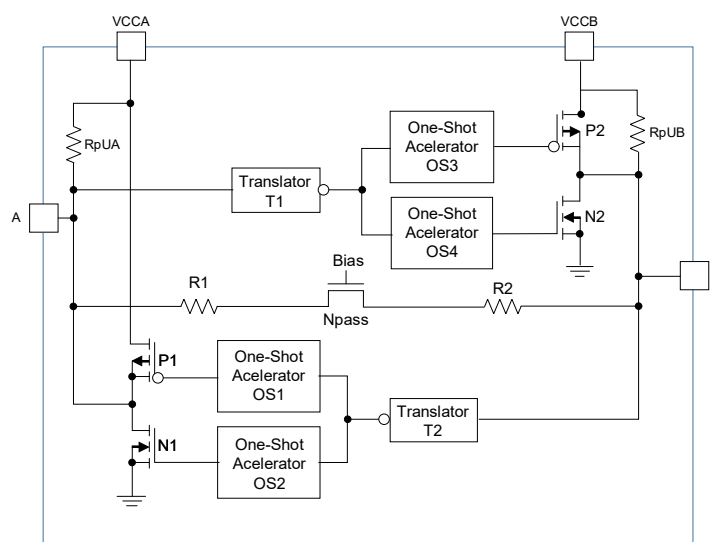 VCCA
VCCB
RpUA
One-Shot
Acelerator
OS3
P2
RpUB
Translator
T1
A
One-Shot
Acelerator
OS4
N2
Bias
R1
R2
Npass
P1
One-Shot
Acelerator
OS1
Translator
T2
N1
One-Shot
Acelerator
OS2